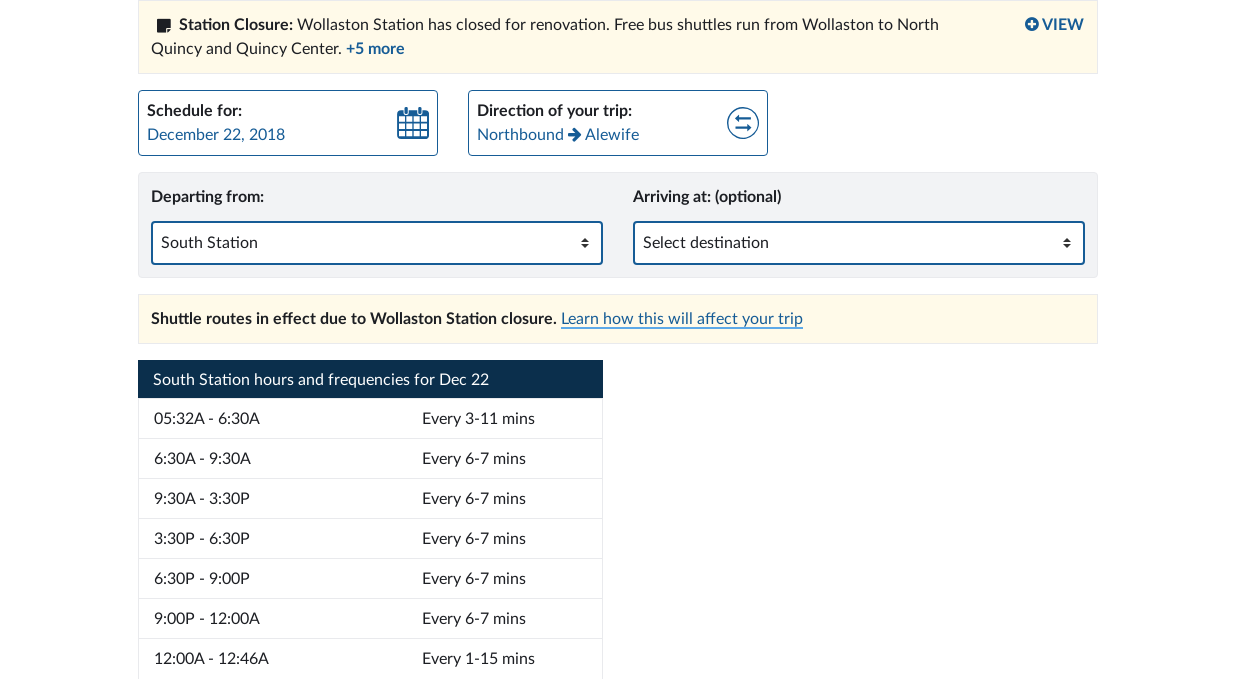 Station Closure: Wollaston Station has closed for renovation. Free bus shuttles run from Wollaston to North
Quincy and Quincy Center. +5 more
VIEW
Schedule for:
December 22, 2018
Direction of your trip:
Northbound → Alewife
Departing from:
South Station
Arriving at: (optional)
Select destination
Shuttle routes in effect due to Wollaston Station closure. Learn how this will affect your trip
South Station hours and frequencies for Dec 22
05:32A - 6:30A Every 3-11 mins
6:30A - 9:30A Every 6-7 mins
9:30A - 3:30P Every 6-7 mins
3:30P - 6:30P Every 6-7 mins
6:30P - 9:00P Every 6-7 mins
9:00P - 12:00A Every 6-7 mins
12:00A - 12:46A Every 1-15 mins